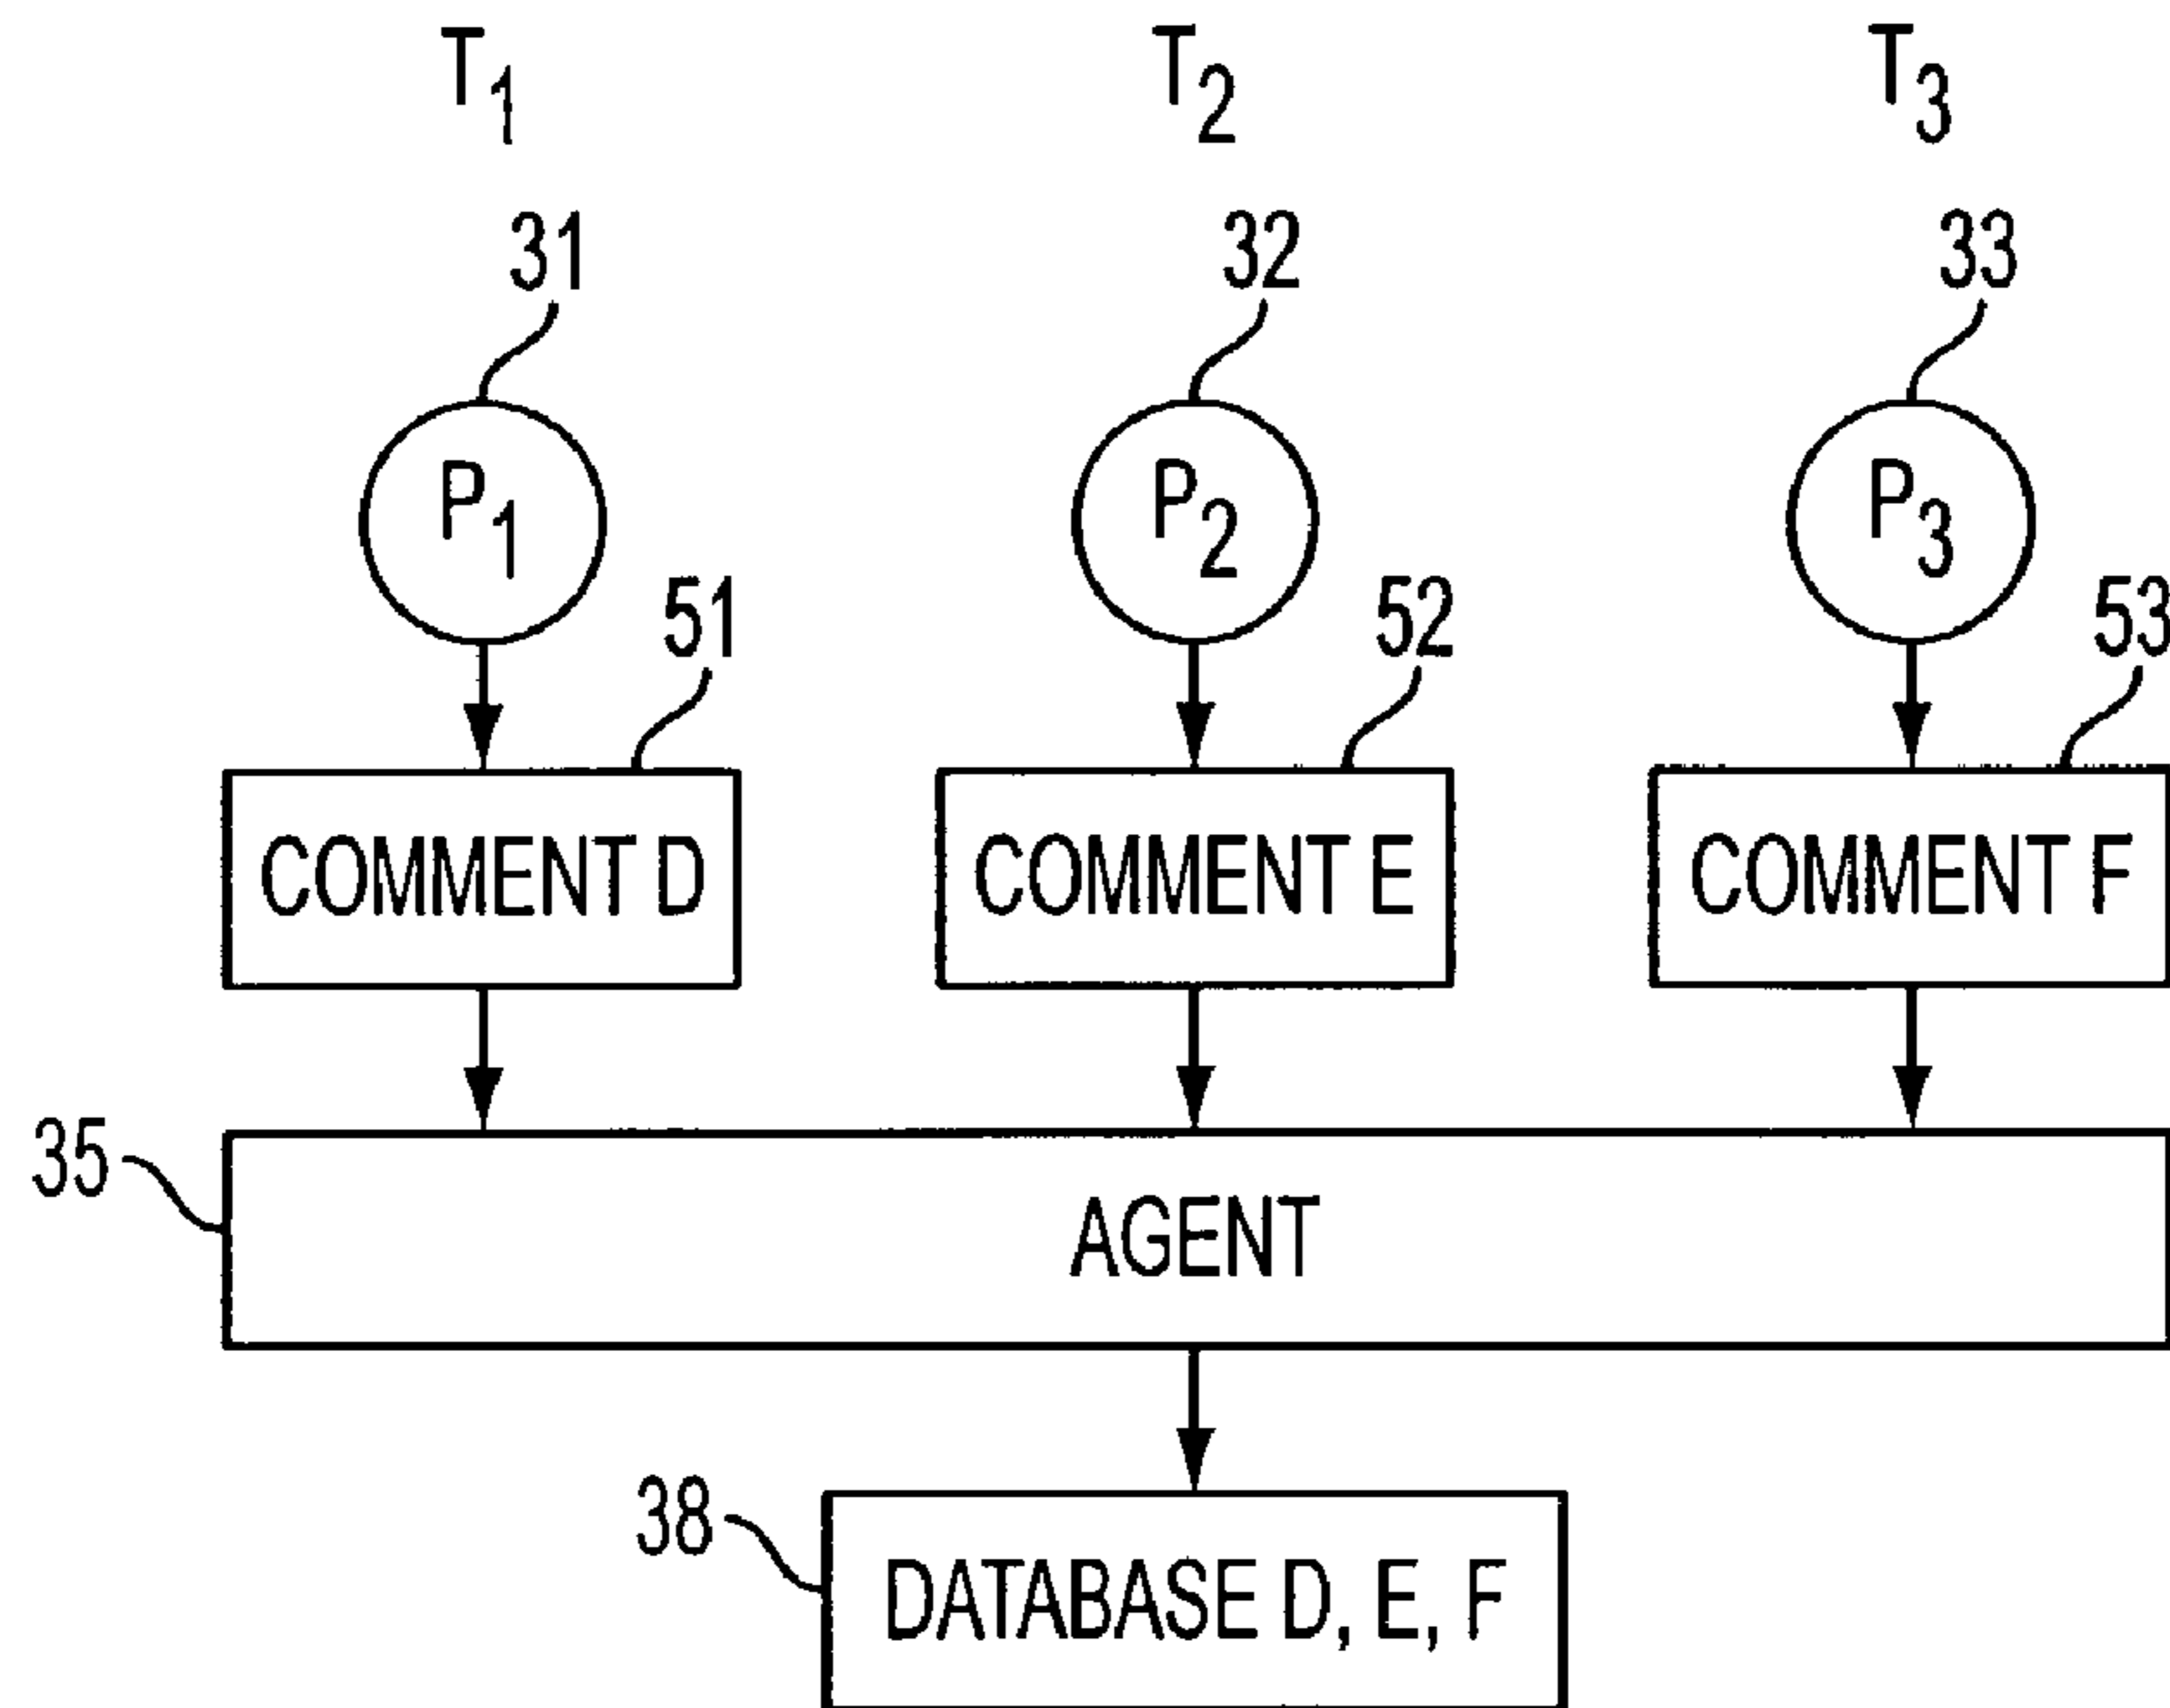 T1 T2 T3
31 32 33
P1 P2 P3
51 52 53
COMMENT D COMMENT E COMMENT F
35
AGENT
38
DATABASE D, E, F